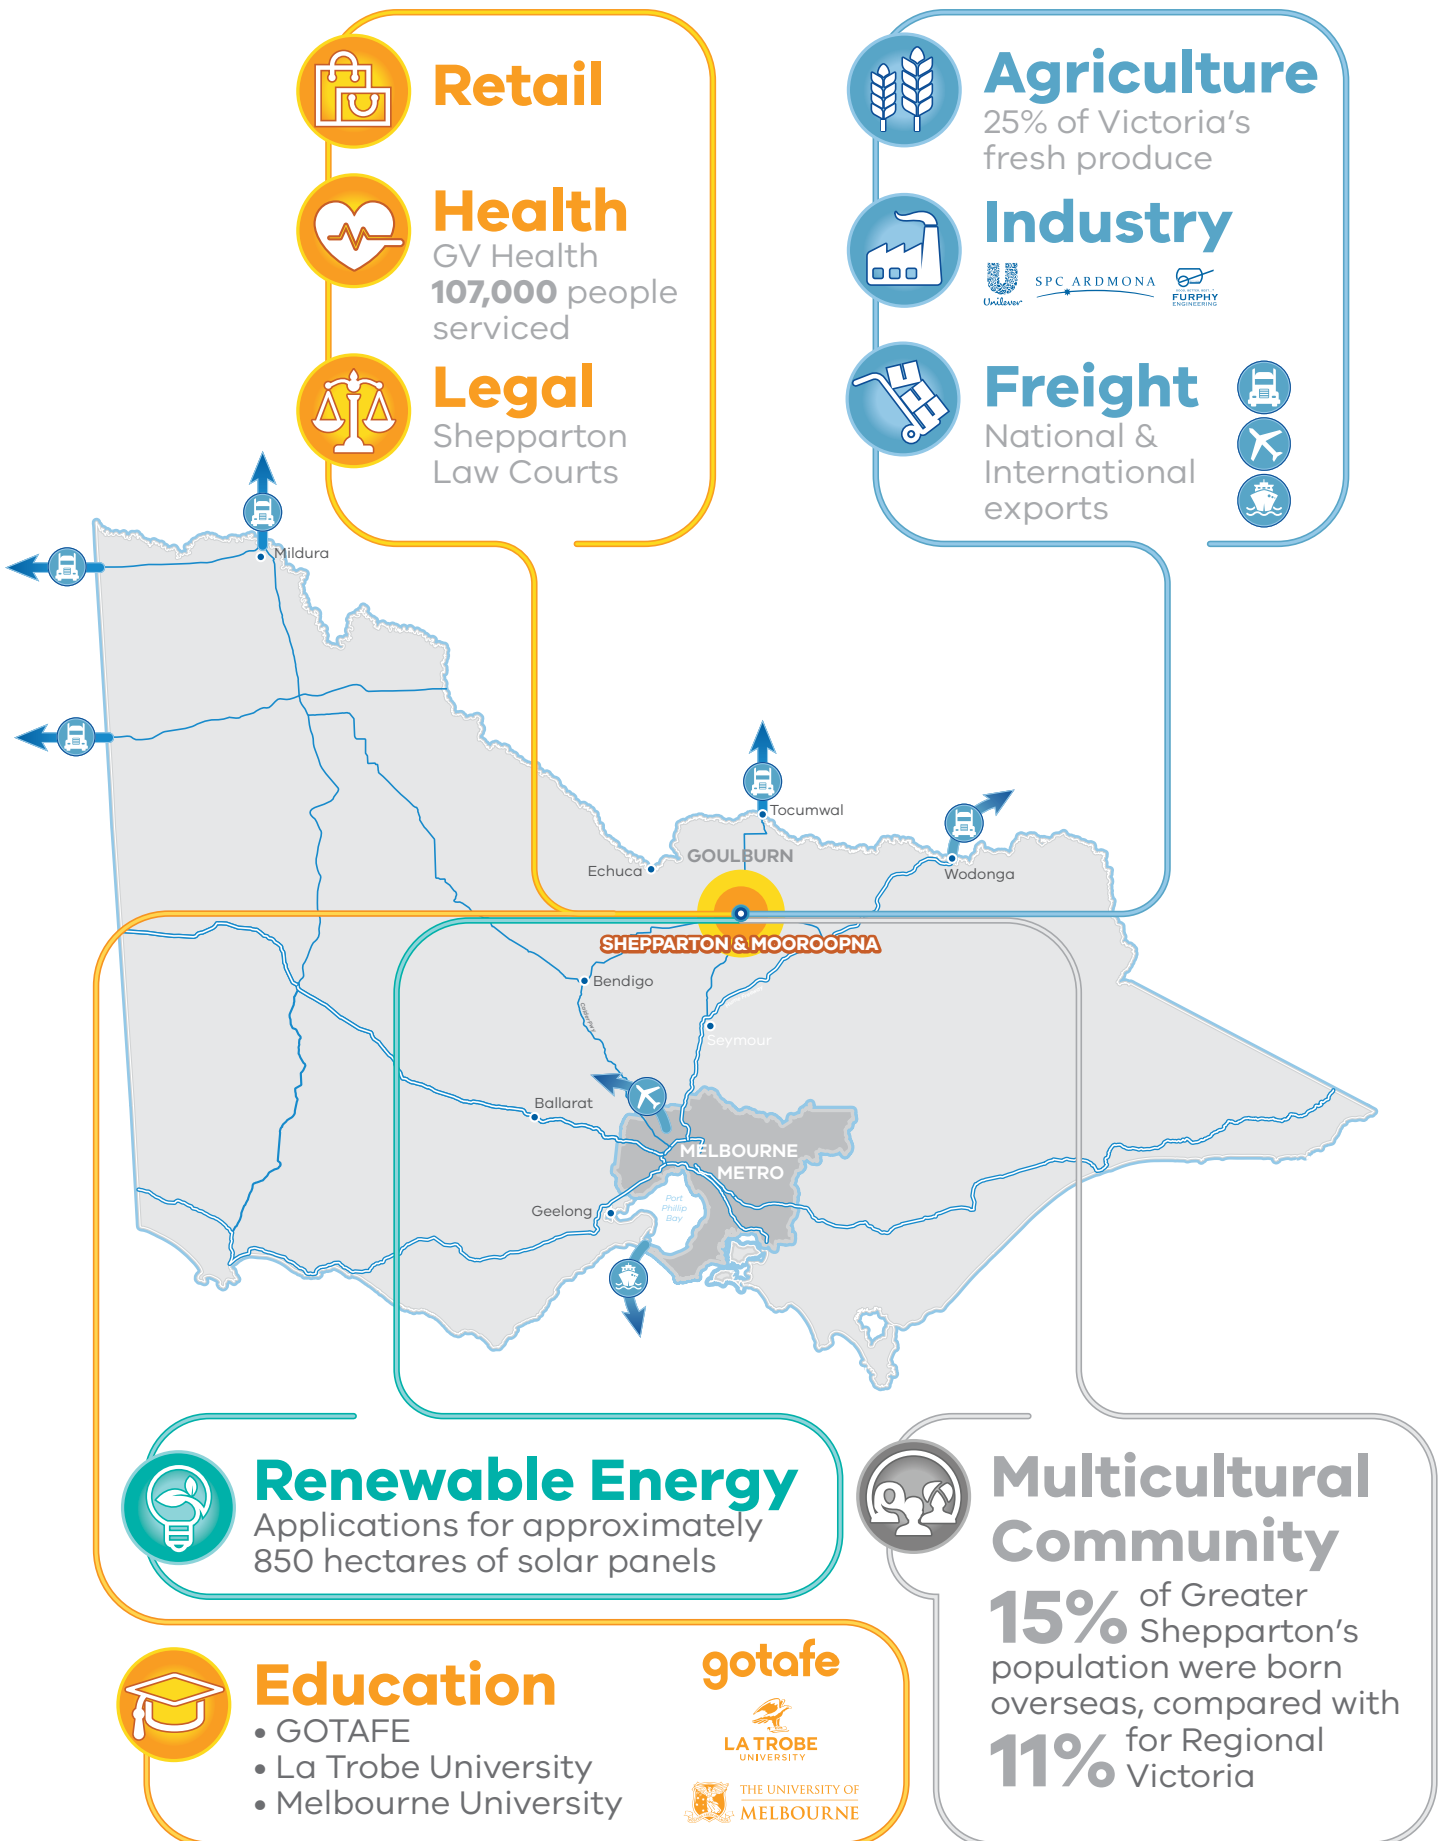 Retail
Health
GV Health
107,000 people
serviced
Legal
Shepparton
Law Courts
Agriculture
25% of Victoria's
fresh produce
Industry
Unilever
SPC ARDMONA
FURPHY
ENGINEERING
Freight
National &
International
exports
Mildura
Tocumwal
GOULBURN
Echuca
Wodonga
SHEPPARTON & MOOROOPNA
Bendigo
Seymour
Ballarat
MELBOURNE
METRO
Port
Phillip
Bay
Geelong
Renewable Energy
Applications for approximately
850 hectares of solar panels
Education
• GOTAFE
• La Trobe University
• Melbourne University
gotafe
LA TROBE
UNIVERSITY
THE UNIVERSITY OF
MELBOURNE
Multicultural
Community
15% of Greater
Shepparton's
population were born
overseas, compared with
11% for Regional
Victoria